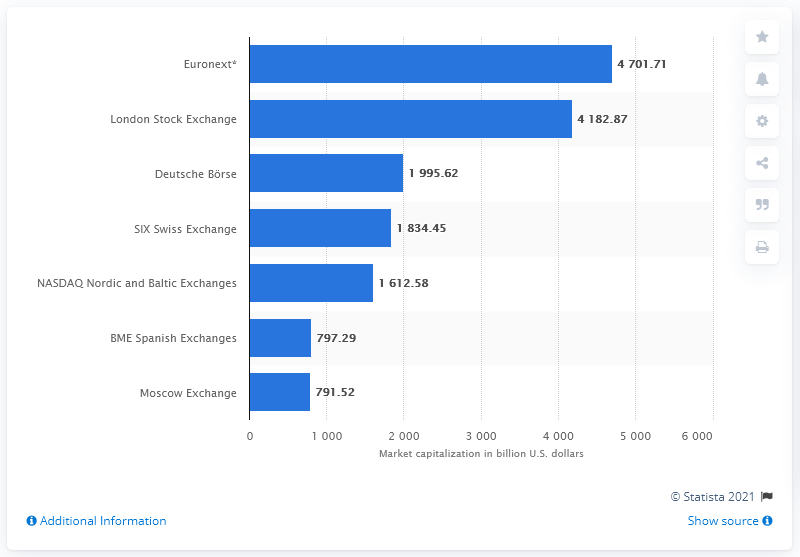 Euronext* 4 701.71
London Stock Exchange 4 182.87
Deutsche Börse 1 995.62
SIX Swiss Exchange 1 834.45
NASDAQ Nordic and Baltic Exchanges 1 612.58
BME Spanish Exchanges 797.29
Moscow Exchange 791.52
0 1 000 2 000 3 000 4 000 5 000 6 000
Market capitalization in billion U.S. dollars
© Statista 2021
Additional Information Show source